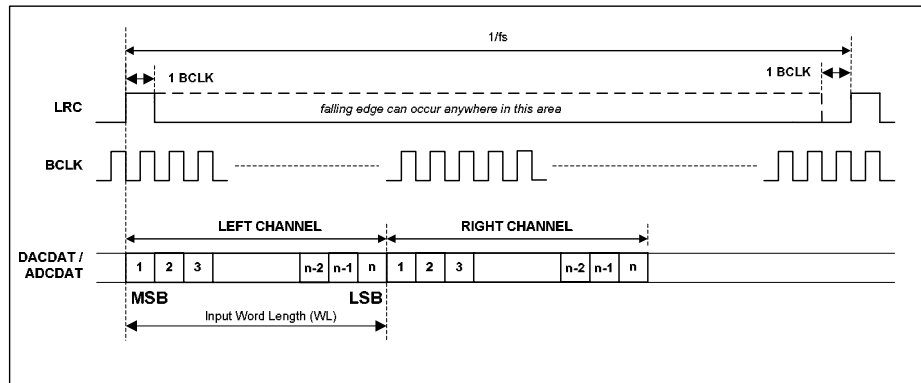 1/fs
1 BCLK
1 BCLK
LRC
falling edge can occur anywhere in this area
BCLK
LEFT CHANNEL
RIGHT CHANNEL
DACDAT /
ADCDAT
1 2 3 n-2 n-1 n 1 2 3 n-2 n-1 n
MSB LSB
Input Word Length (WL)